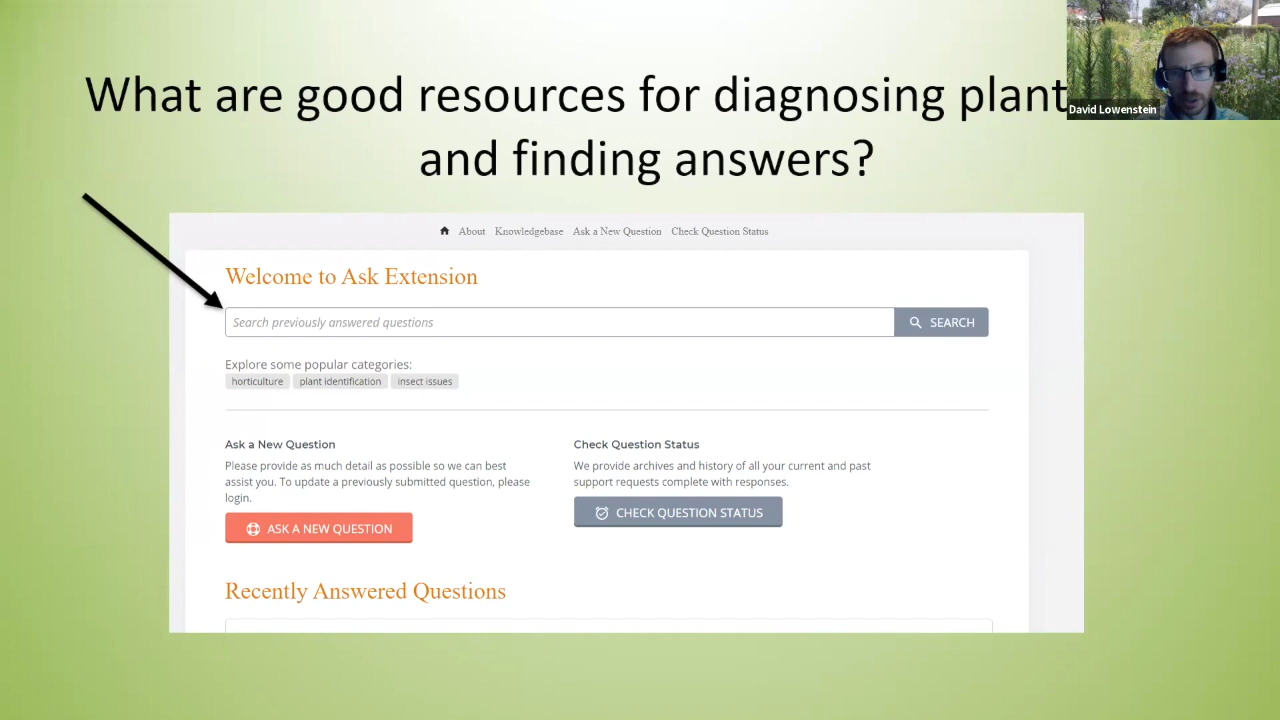 What are good resources for diagnosing plant
and finding answers?
David Lowenstein
About Knowledgebase Ask a New Question Check Question Status
Welcome to Ask Extension
Search previously answered questions
SEARCH
Explore some popular categories:
horticulture plant identification insect issues
Ask a New Question
Please provide as much detail as possible so we can best
assist you. To update a previously submitted question, please
login.
ASK A NEW QUESTION
Check Question Status
We provide archives and history of all your current and past
support requests complete with responses.
CHECK QUESTION STATUS
Recently Answered Questions